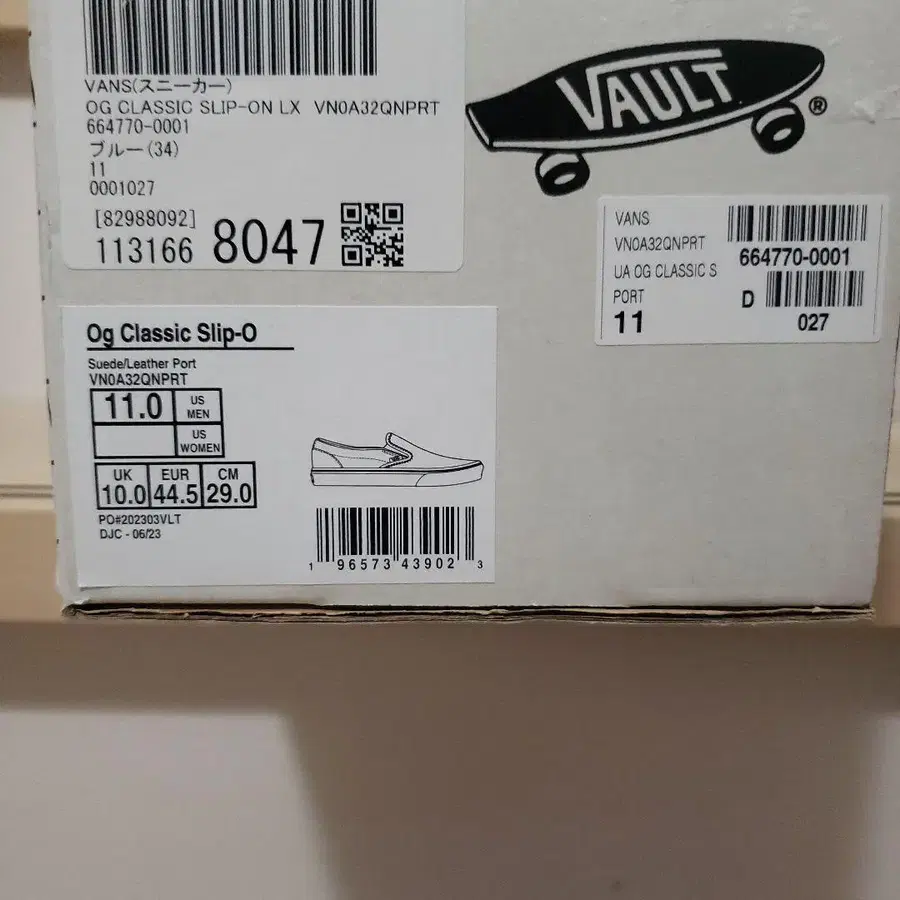 VANS(スニーカー)
OG CLASSIC SLIP-ON LX VN0A32QNPRT
664770-0001
ブルー(34)
11
0001027
[82988092]
113166 8047
VAULT®
VANS
VN0A32QNPRT
664770-0001
UA OG CLASSIC S
PORT
D
11
027
Og Classic Slip-O
Suede/Leather Port
VN0A32QNPRT
11.0 US MEN
US WOMEN
UK EUR CM
10.0 44.5 29.0
PO#202303VLT
DJC - 06/23
1 96573 43902 3